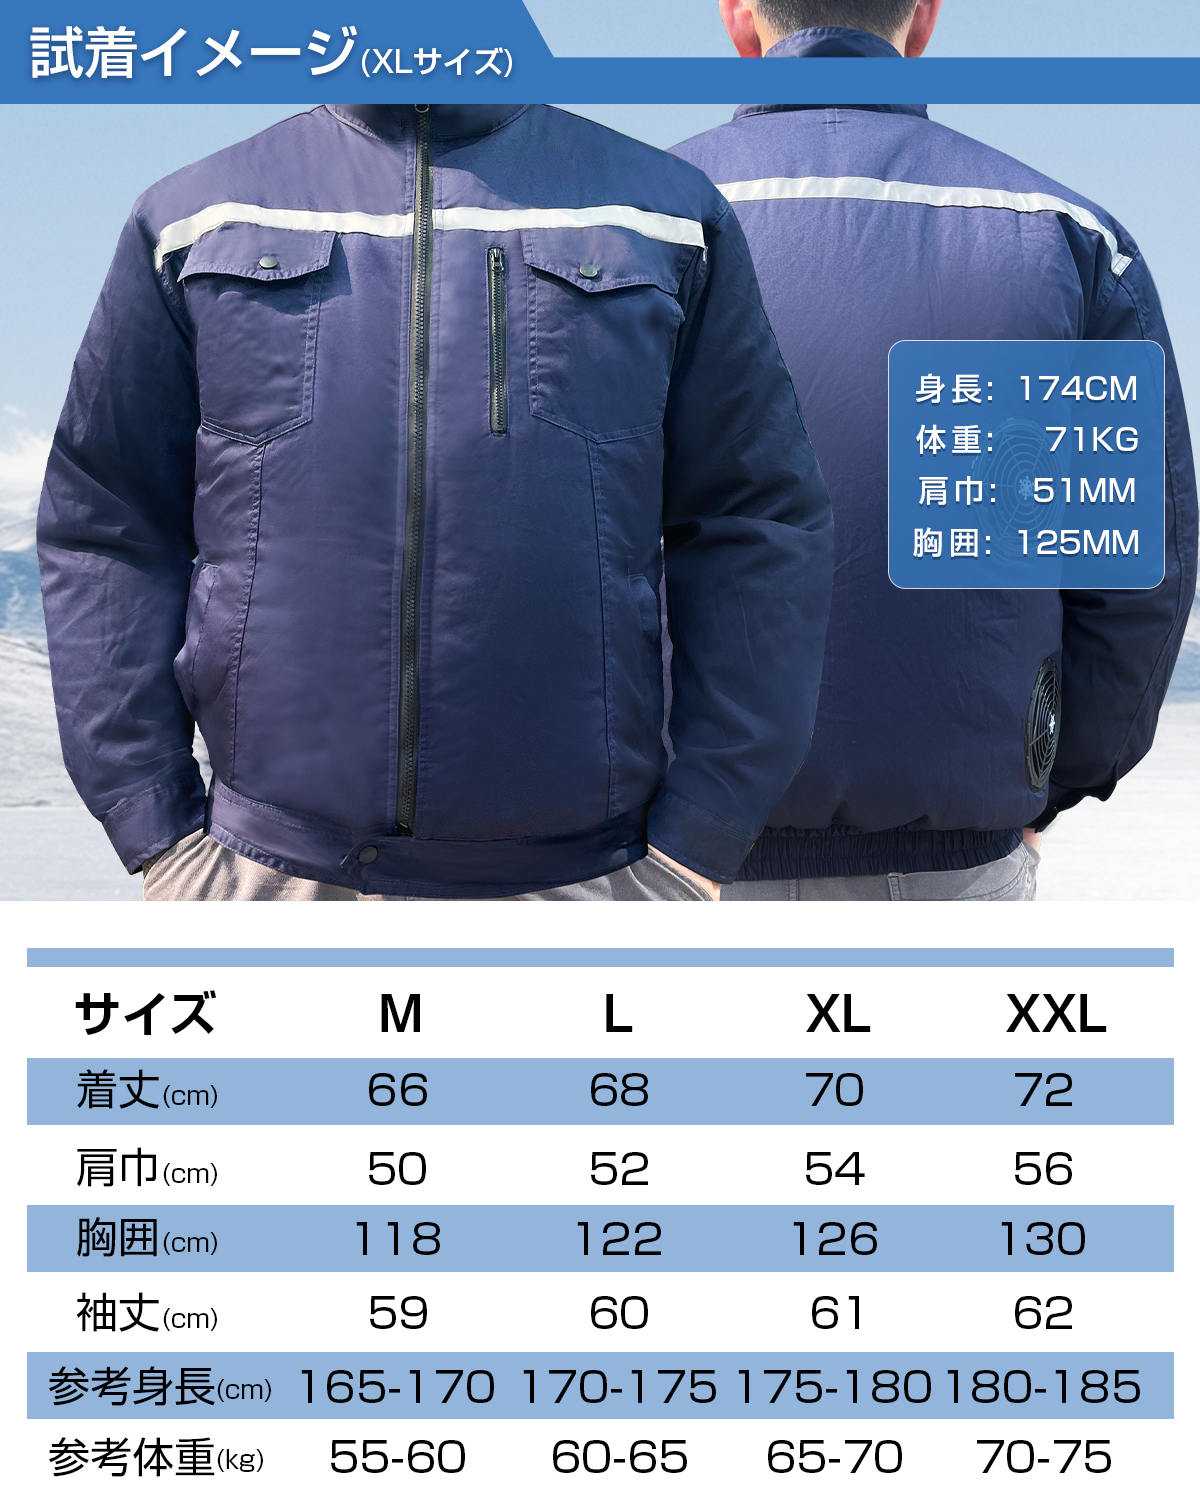 試着イメージ(XLサイズ)
身長: 174CM
体重: 71KG
肩巾: 51MM
胸囲: 125MM
サイズ M L XL XXL
着丈(cm) 66 68 70 72
肩巾(cm) 50 52 54 56
胸囲(cm) 118 122 126 130
袖丈(cm) 59 60 61 62
参考身長(cm) 165-170 170-175 175-180 180-185
参考体重(kg) 55-60 60-65 65-70 70-75